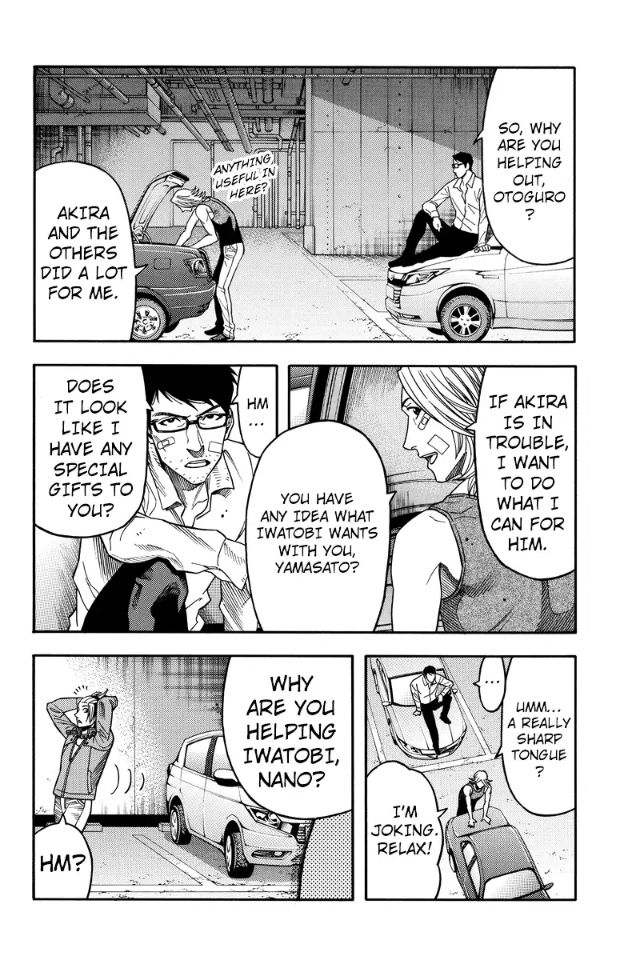 SO, WHY
ARE YOU
HELPING
OUT,
OTOGURO
?
ANYTHING
USEFUL IN
HERE?
AKIRA
AND THE
OTHERS
DID A LOT
FOR ME.
IF AKIRA
IS IN
TROUBLE,
I WANT
TO DO
WHAT I
CAN FOR
HIM.
YOU HAVE
ANY IDEA WHAT
IWATOBI WANTS
WITH YOU,
YAMASATO?
HM
...
DOES
IT LOOK
LIKE I
HAVE ANY
SPECIAL
GIFTS TO
YOU?
UMM...
A REALLY
SHARP
TONGUE
?
...
I'M
JOKING.
RELAX!
WHY
ARE YOU
HELPING
IWATOBI,
NANO?
HM?